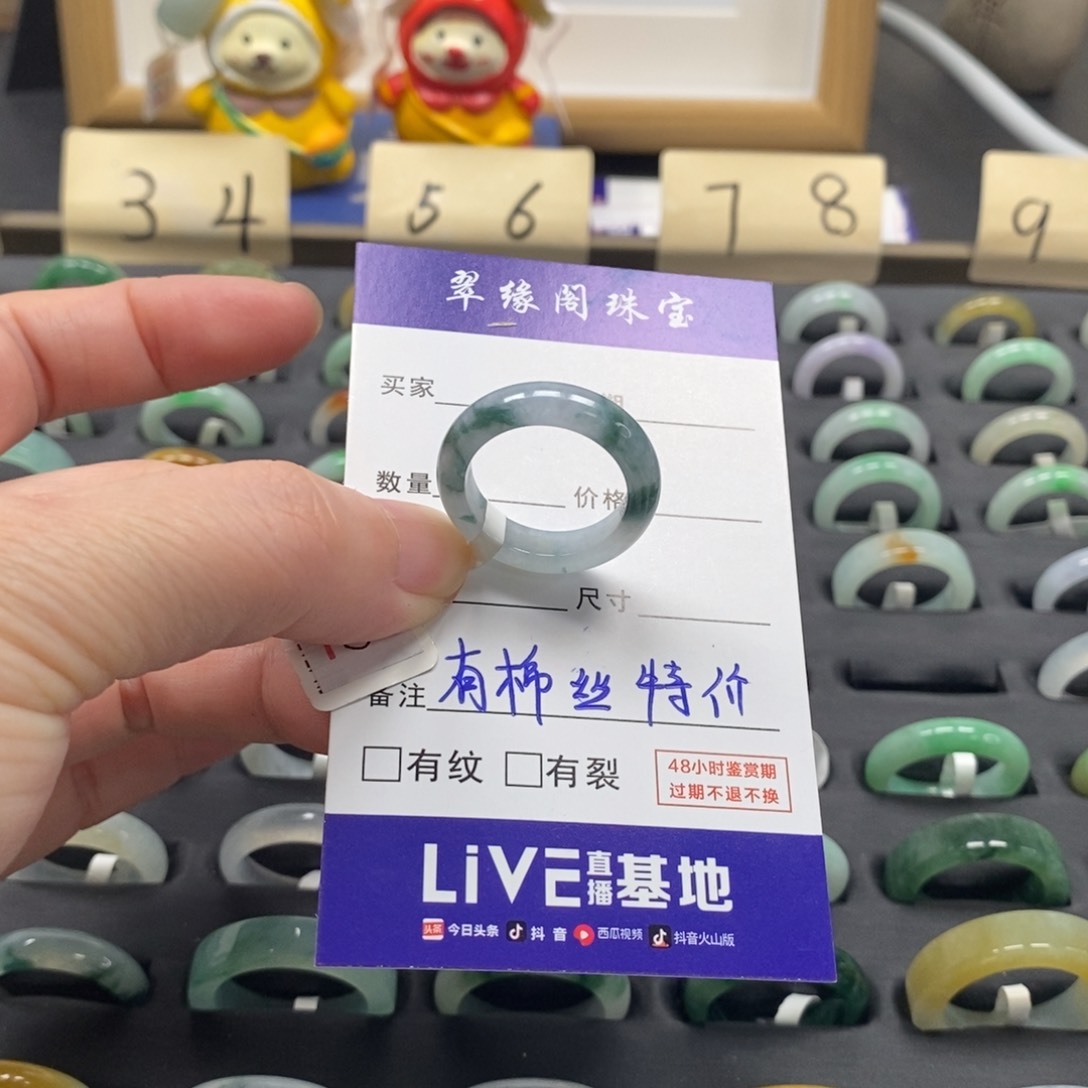 3 4
5 6
7 8
9
翠缘阁珠宝
买家 期
数量 价格
尺寸
备注 有棉丝特价
□有纹 □有裂
48小时鉴赏期
过期不退不换
LiVE直播基地
头条 今日头条 抖音 西瓜视频 抖音火山版